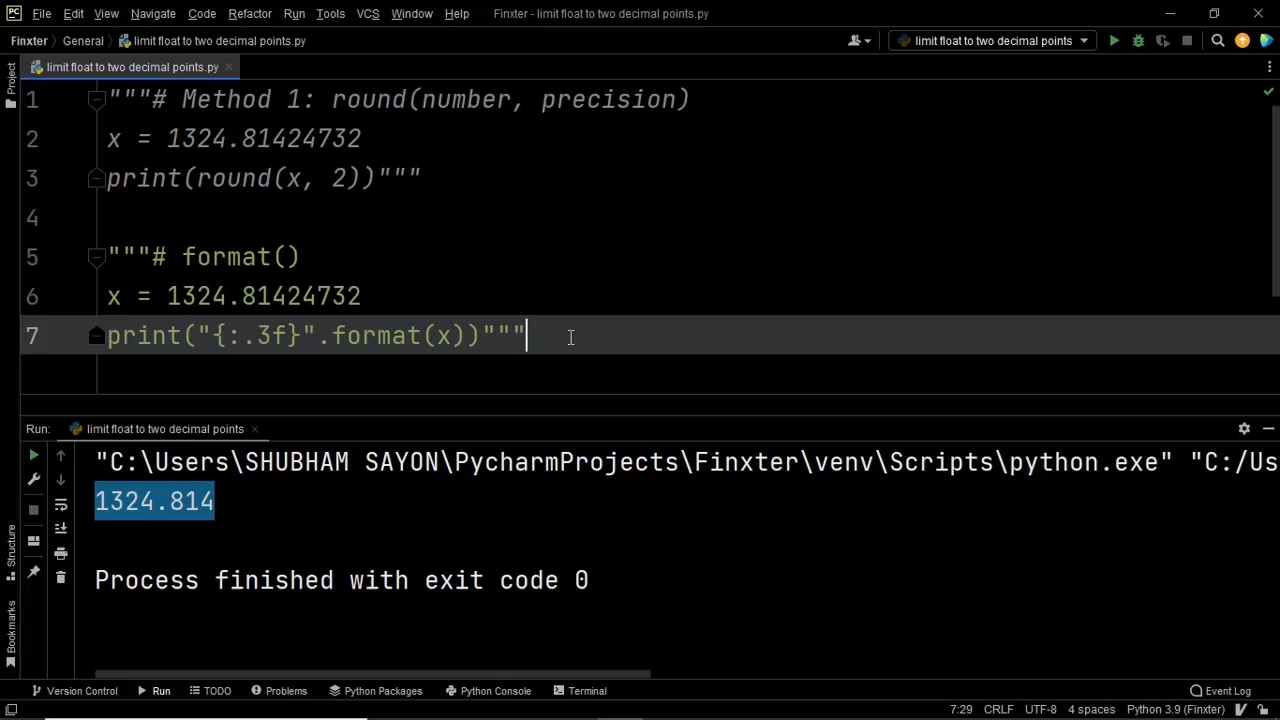 PC File Edit View Navigate Code Refactor Run Tools VCS Window Help Finxter - limit float to two decimal points.py
Finxter General limit float to two decimal points.py limit float to two decimal points
Project limit float to two decimal points.py
1 """# Method 1: round(number, precision)
2 x = 1324.81424732
3 print(round(x, 2))"""
4
5 """# format()
6 x = 1324.81424732
7 print("{:.3f}".format(x))"""
Run: limit float to two decimal points
"C:\Users\SHUBHAM SAYON\PycharmProjects\Finxter\venv\Scripts\python.exe" "C:/Us
1324.814
Structure
Process finished with exit code 0
Bookmarks
Version Control Run TODO Problems Python Packages Python Console Terminal Event Log
7:29 CRLF UTF-8 4 spaces Python 3.9 (Finxter)